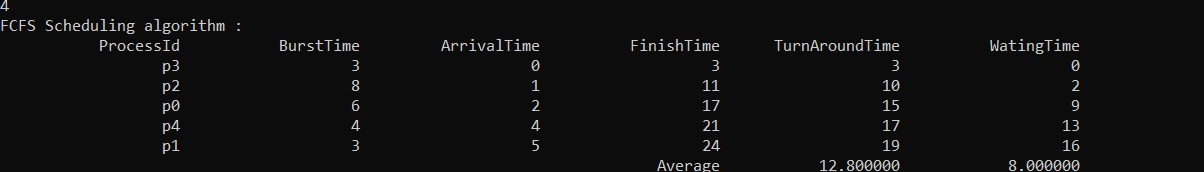 4
FCFS Scheduling algorithm :
ProcessId BurstTime ArrivalTime FinishTime TurnAroundTime WatingTime
p3 3 0 3 3 0
p2 8 1 11 10 2
p0 6 2 17 15 9
p4 4 4 21 17 13
p1 3 5 24 19 16
Average 12.800000 8.000000